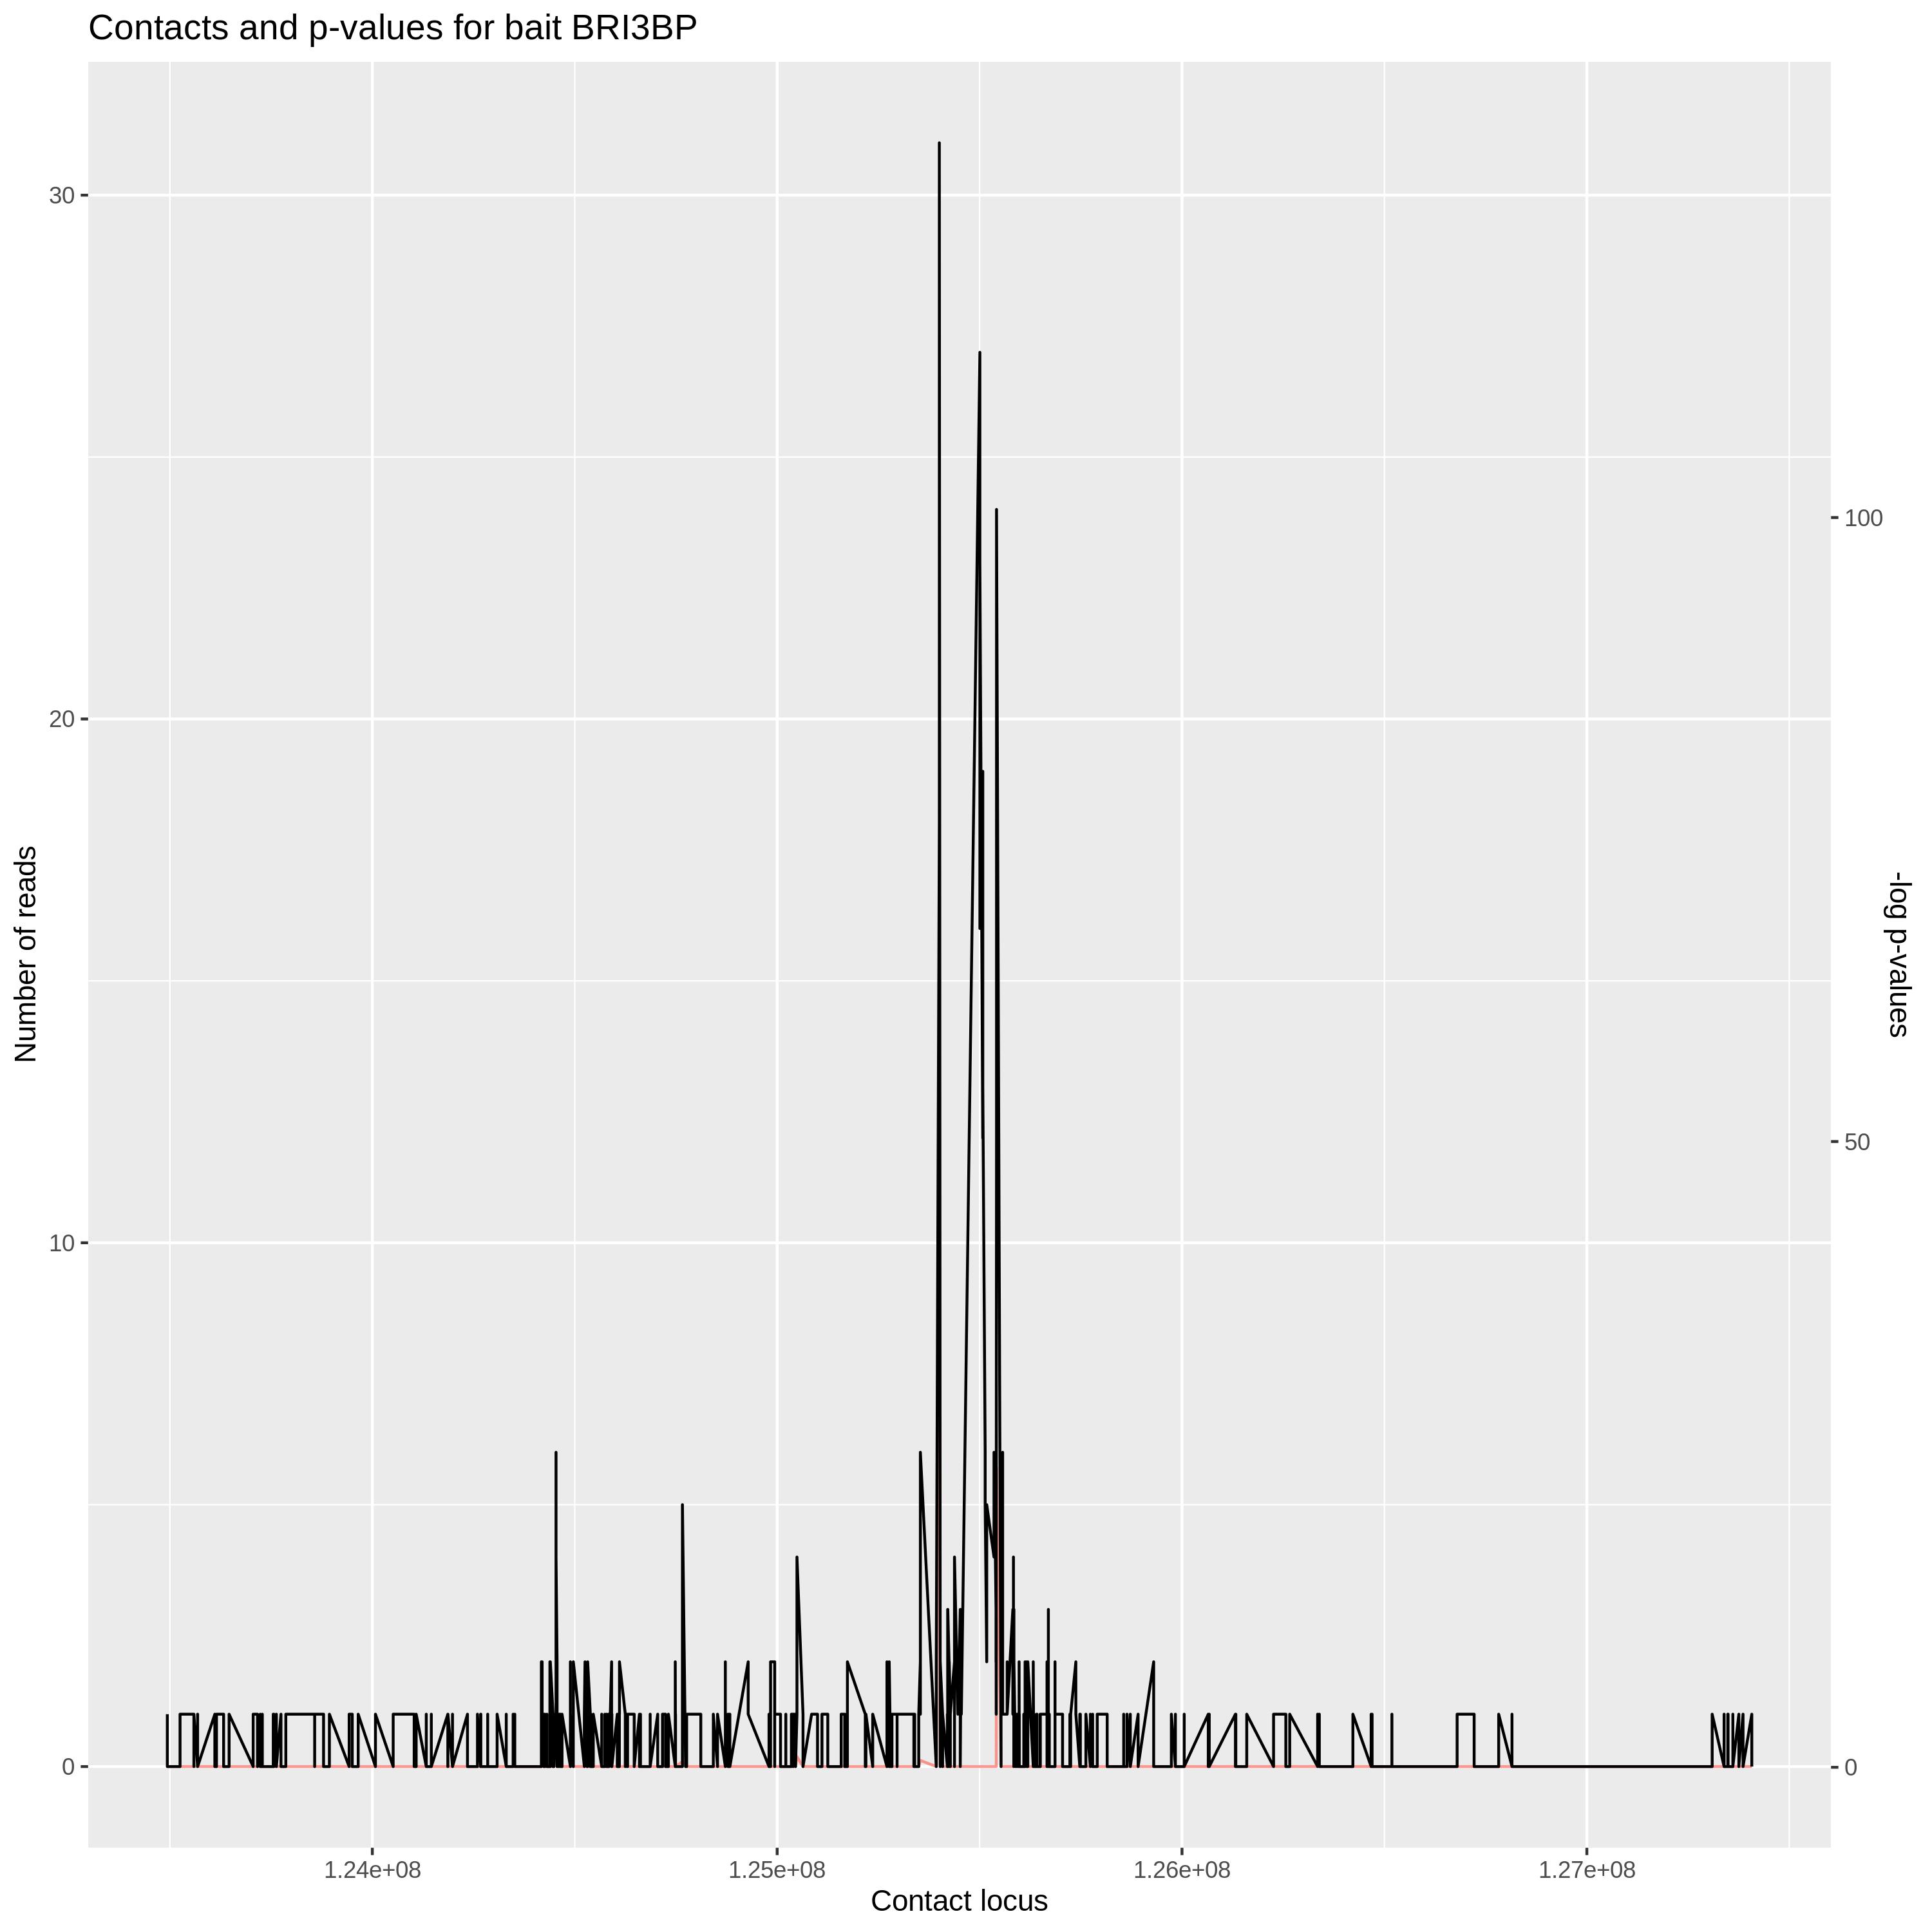 Contacts and p-values for bait BRI3BP
30
20
10
0
Number of reads
100
50
0
-log p-values
1.24e+08
1.25e+08
1.26e+08
1.27e+08
Contact locus